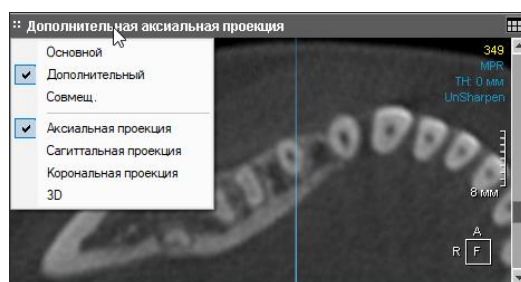 Дополнительная аксиальная проекция
Основной
Дополнительный
Совмещ.
Аксиальная проекция
Сагиттальная проекция
Корональная проекция
3D
349
MPR
TH: 0 мм
UnSharpen
8 мм
A
R F